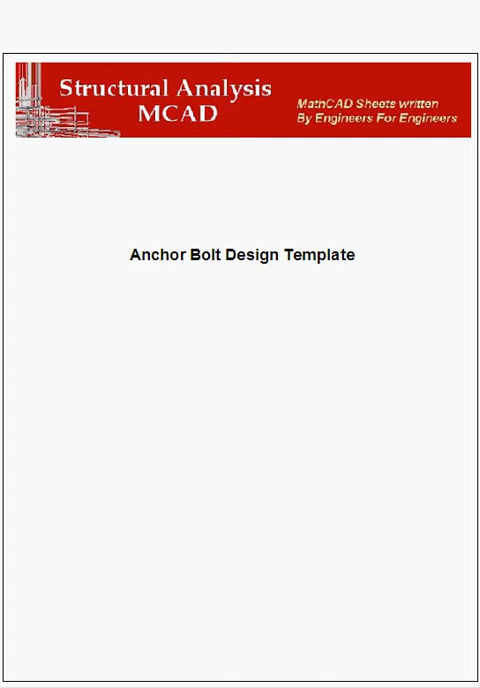 Structural Analysis
MCAD
MathCAD Sheets written
By Engineers For Engineers
Anchor Bolt Design Template